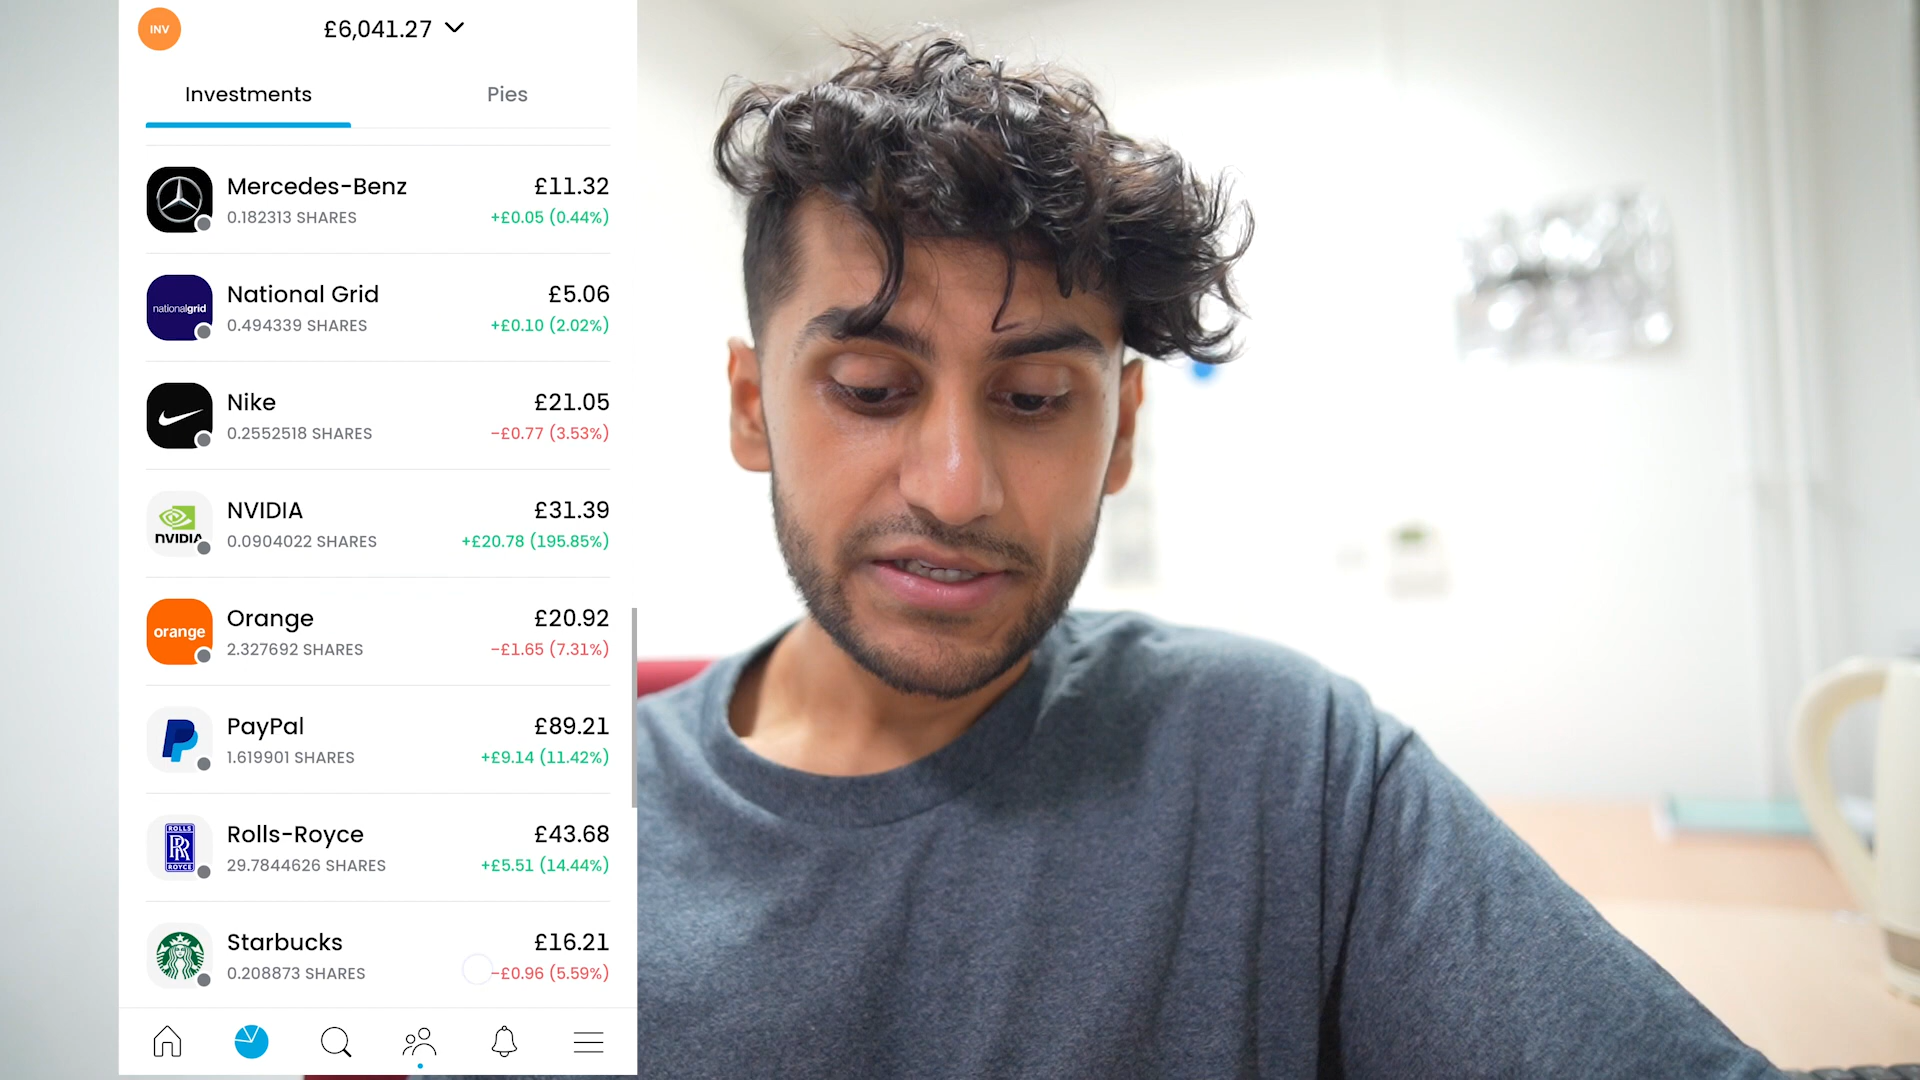 INV
£6,041.27
Investments
Pies
Mercedes-Benz
£11.32
0.182313 SHARES
+£0.05 (0.44%)
nationalgrid
National Grid
£5.06
0.494339 SHARES
+£0.10 (2.02%)
Nike
£21.05
0.2552518 SHARES
−£0.77 (3.53%)
NVIDIA
NVIDIA
£31.39
0.0904022 SHARES
+£20.78 (195.85%)
orange
Orange
£20.92
2.327692 SHARES
−£1.65 (7.31%)
PayPal
£89.21
1.619901 SHARES
+£9.14 (11.42%)
ROLLS
RR
ROYCE
Rolls-Royce
£43.68
29.7844626 SHARES
+£5.51 (14.44%)
Starbucks
£16.21
0.208873 SHARES
−£0.96 (5.59%)